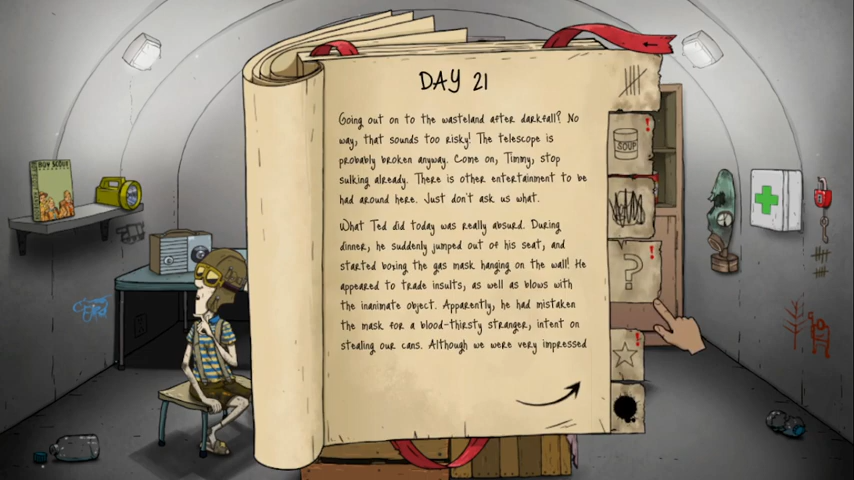 DAY 21
Going out on to the wasteland after darkfall? No
way, that sounds too risky! The telescope is
probably broken anyway. Come on, Timmy, stop
sulking already. There is other entertainment to be
had around here. Just don't ask us what.
What Ted did today was really absurd. During
dinner, he suddenly jumped out of his seat, and
started boxing the gas mask hanging on the wall! He
appeared to trade insults, as well as blows with
the inanimate object. Apparently, he had mistaken
the mask for a blood-thirsty stranger, intent on
stealing our cans. Although we were very impressed
!
SOUP
!
?
!